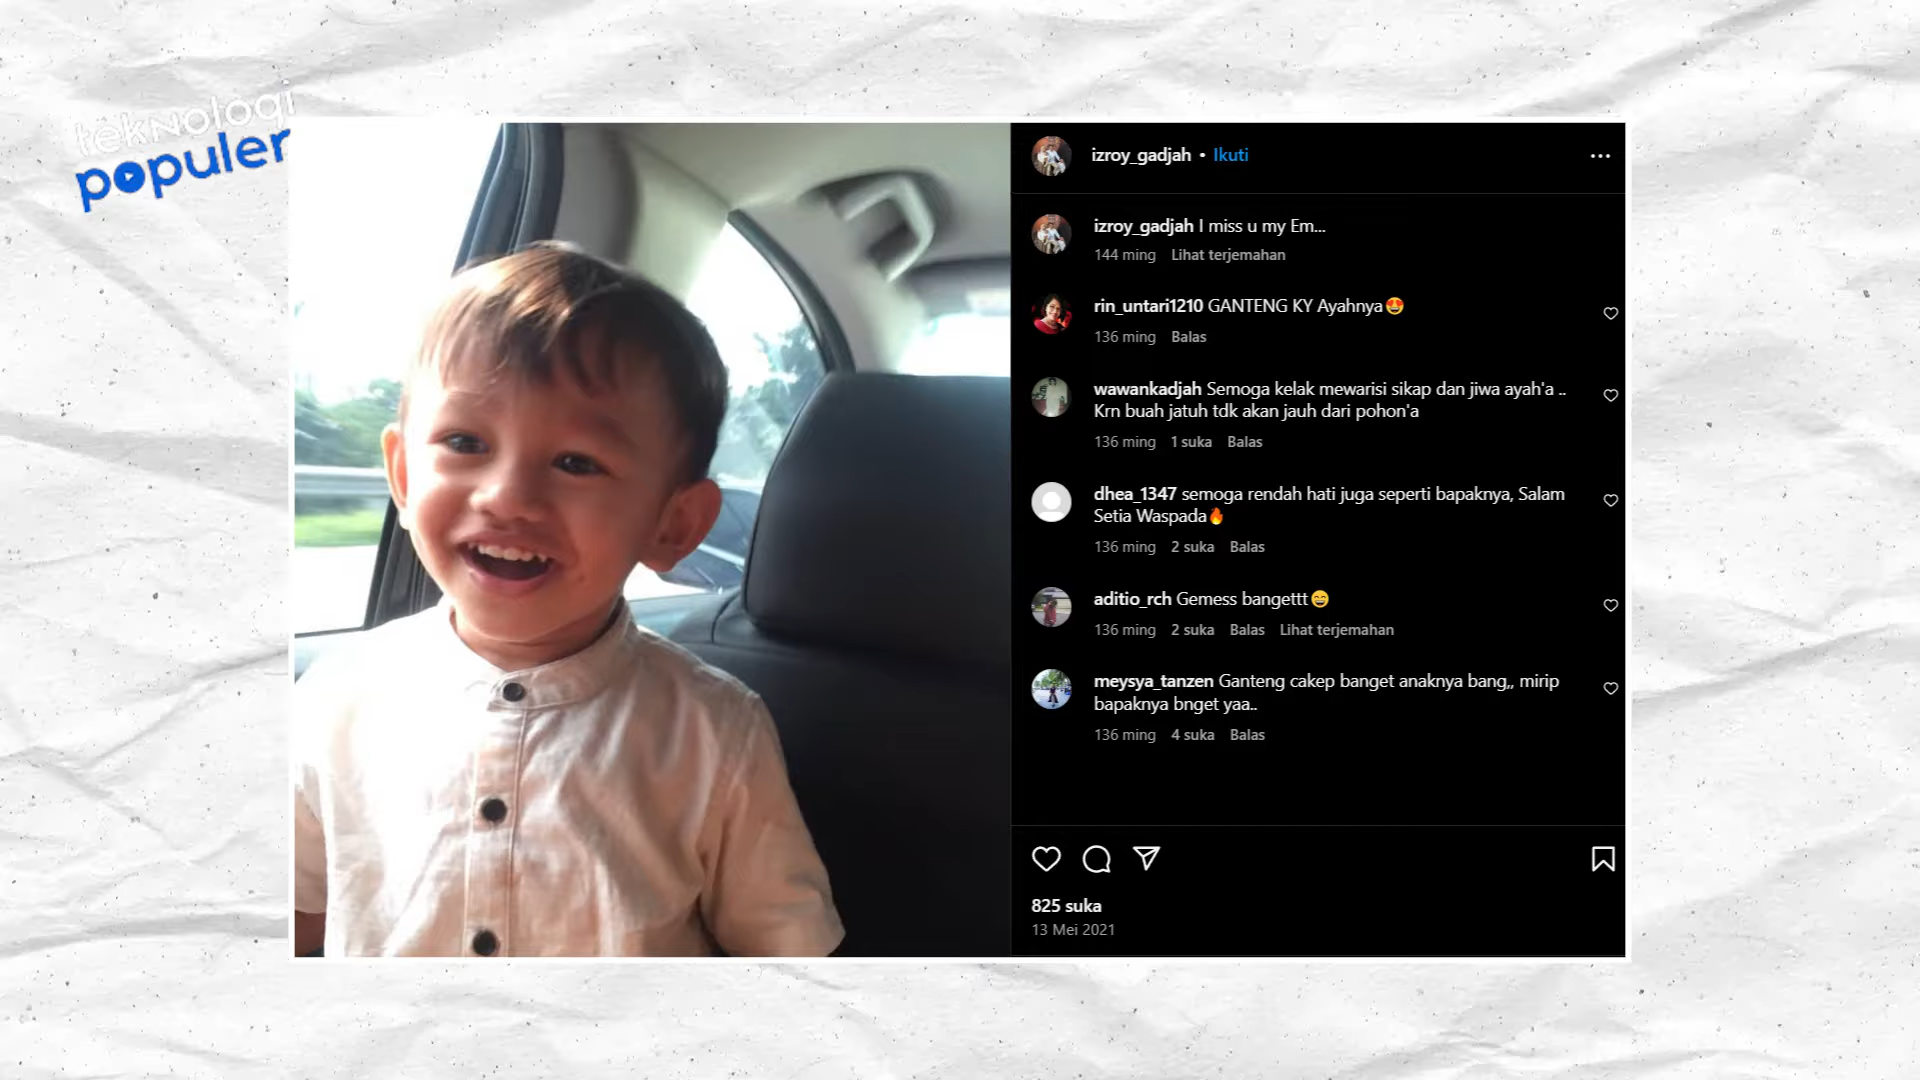 teknologi
populer
izroy_gadjah • Ikuti
izroy_gadjah I miss u my Em...
144 ming Lihat terjemahan
rin_untari1210 GANTENG KY Ayahnya😍
136 ming Balas
wawankadjah Semoga kelak mewarisi sikap dan jiwa ayah'a ..
Krn buah jatuh tdk akan jauh dari pohon'a
136 ming 1 suka Balas
dhea_1347 semoga rendah hati juga seperti bapaknya, Salam
Setia Waspada🔥
136 ming 2 suka Balas
aditio_rch Gemess bangettt😄
136 ming 2 suka Balas Lihat terjemahan
meysya_tanzen Ganteng cakep banget anaknya bang,, mirip
bapaknya bnget yaa..
136 ming 4 suka Balas
825 suka
13 Mei 2021